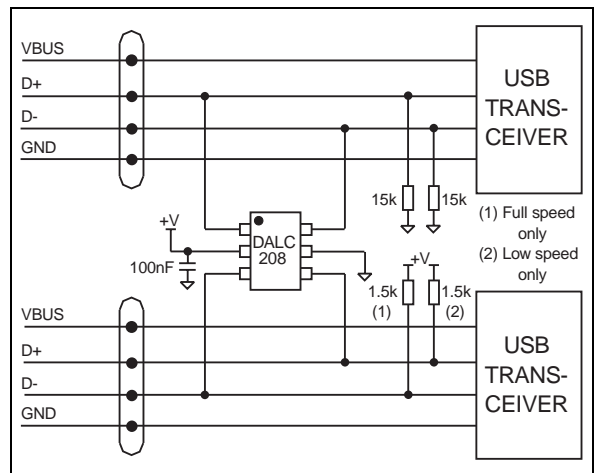 VBUS
D+
D-
GND
USB
TRANS-
CEIVER
15k
15k
(1) Full speed
only
(2) Low speed
only
+V
100nF
DALC
208
+V
1.5k
(1)
1.5k
(2)
VBUS
D+
D-
GND
USB
TRANS-
CEIVER